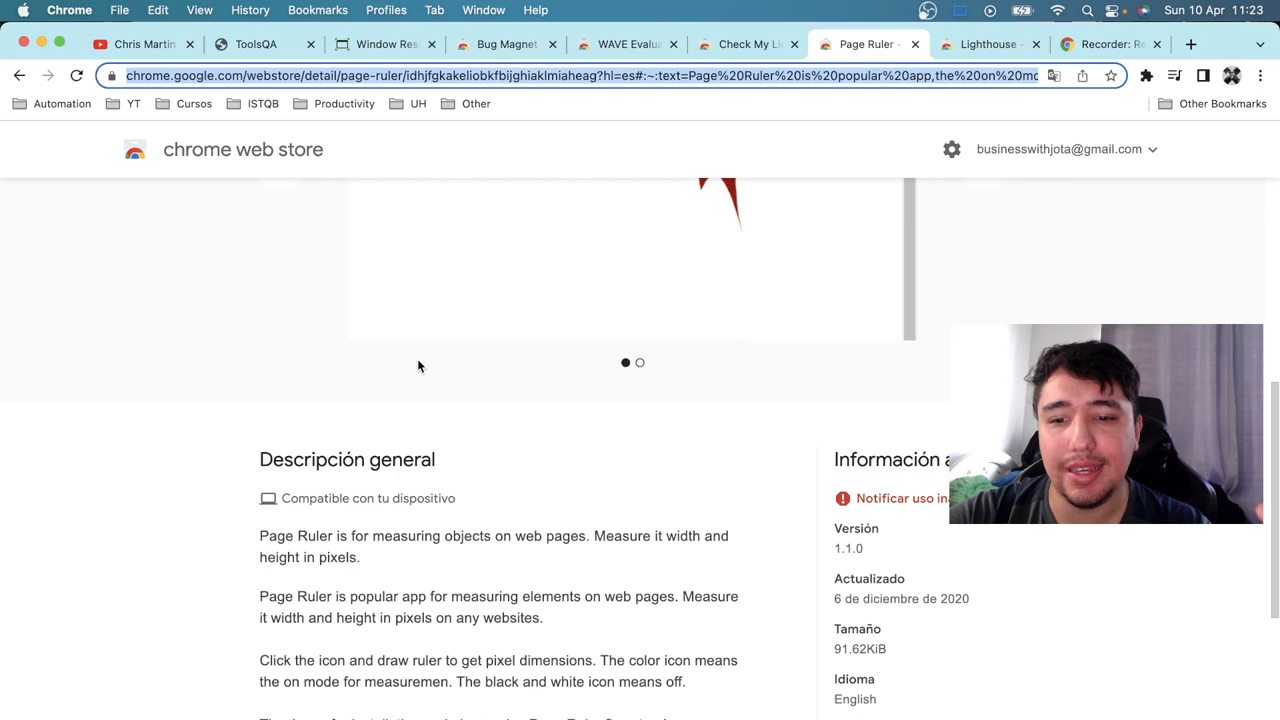 Chrome File Edit View History Bookmarks Profiles Tab Window Help Sun 10 Apr 11:23
Chris Martin ToolsQA Window Res Bug Magnet WAVE Evalua Check My Li Page Ruler - Lighthouse - Recorder: Re
chrome.google.com/webstore/detail/page-ruler/idhjfgkakeliobkfbijghiaklmiaheag?hl=es#:~:text=Page%20Ruler%20is%20popular%20app,the%20on%20mo
Automation YT Cursos ISTQB Productivity UH Other Other Bookmarks
chrome web store businesswithjota@gmail.com
Descripción general
Compatible con tu dispositivo
Page Ruler is for measuring objects on web pages. Measure it width and
height in pixels.
Page Ruler is popular app for measuring elements on web pages. Measure
it width and height in pixels on any websites.
Click the icon and draw ruler to get pixel dimensions. The color icon means
the on mode for measuremen. The black and white icon means off.
Información a
Notificar uso ina
Versión
1.1.0
Actualizado
6 de diciembre de 2020
Tamaño
91.62KiB
Idioma
English